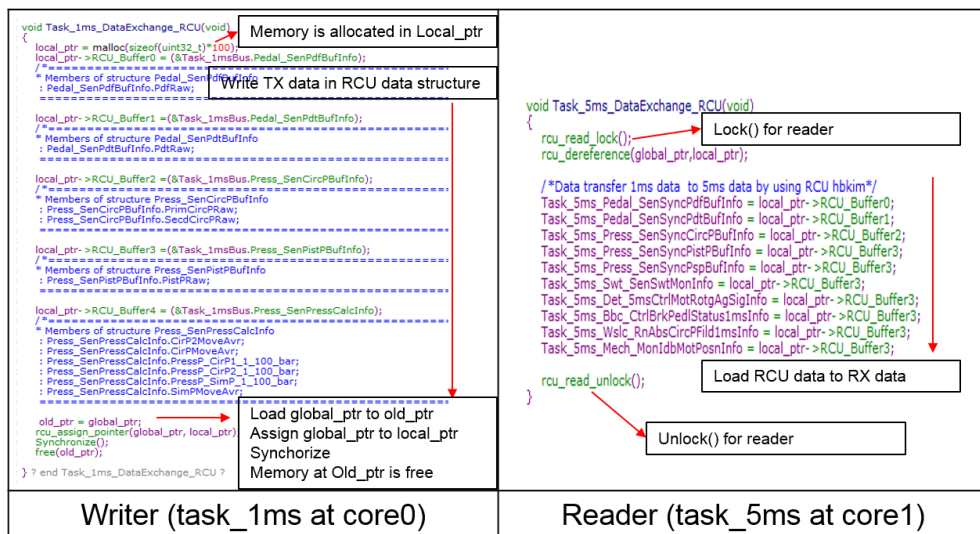 void Task_1ms_DataExchange_RCU(void)
{
local_ptr = malloc(sizeof(uint32_t)*100);
local_ptr->RCU_Buffer0 = (&Task_1msBus.Pedal_SenPdfBufInfo);
/*=====================================================
* Members of structure Pedal_SenPdfBufInfo
: Pedal_SenPdfBufInfo.PdfRaw;
=====================================================
local_ptr->RCU_Buffer1 =(&Task_1msBus.Pedal_SenPdtBufInfo);
/*=====================================================
* Members of structure Pedal_SenPdtBufInfo
: Pedal_SenPdtBufInfo.PdtRaw;
=====================================================
local_ptr->RCU_Buffer2 =(&Task_1msBus.Press_SenCircPBufInfo);
/*=====================================================
* Members of structure Press_SenCircPBufInfo
: Press_SenCircPBufInfo.PrimCircPRaw;
: Press_SenCircPBufInfo.SecdCircPRaw;
=====================================================
local_ptr->RCU_Buffer3 =(&Task_1msBus.Press_SenPistPBufInfo);
/*=====================================================
* Members of structure Press_SenPistPBufInfo
: Press_SenPistPBufInfo.PistPRaw;
=====================================================
local_ptr->RCU_Buffer4 =(&Task_1msBus.Press_SenPressCalcInfo);
/*=====================================================
* Members of structure Press_SenPressCalcInfo
: Press_SenPressCalcInfo.CirP2MoveAvr;
: Press_SenPressCalcInfo.CirPMoveAvr;
: Press_SenPressCalcInfo.PressP_CirP1_1_100_bar;
: Press_SenPressCalcInfo.PressP_CirP2_1_100_bar;
: Press_SenPressCalcInfo.PressP_SimP_1_100_bar;
: Press_SenPressCalcInfo.SimPMoveAvr;
=====================================================
old_ptr = global_ptr;
rcu_assign_pointer(global_ptr, local_ptr)
Synchronize();
free(old_ptr);
} ? end Task_1ms_DataExchange_RCU ?
Memory is allocated in Local_ptr
Write TX data in RCU data structure
Load global_ptr to old_ptr
Assign global_ptr to local_ptr
Synchorize
Memory at Old_ptr is free
Writer (task_1ms at core0)
void Task_5ms_DataExchange_RCU(void)
{
rcu_read_lock();
rcu_dereference(global_ptr,local_ptr);
/*Data transfer 1ms data to 5ms data by using RCU hbkim*/
Task_5ms_Pedal_SenSyncPdfBufInfo = local_ptr->RCU_Buffer0;
Task_5ms_Pedal_SenSyncPdtBufInfo = local_ptr->RCU_Buffer1;
Task_5ms_Press_SenSyncCircPBufInfo = local_ptr->RCU_Buffer2;
Task_5ms_Press_SenSyncPistPBufInfo = local_ptr->RCU_Buffer3;
Task_5ms_Press_SenSyncPspBufInfo = local_ptr->RCU_Buffer3;
Task_5ms_Swt_SenSwtMonInfo = local_ptr->RCU_Buffer3;
Task_5ms_Det_5msCtrlMotRotgAgSigInfo = local_ptr->RCU_Buffer3;
Task_5ms_Bbc_CtrlBrkPedlStatus1msInfo = local_ptr->RCU_Buffer3;
Task_5ms_Wslc_RnAbsCircPFild1msInfo = local_ptr->RCU_Buffer3;
Task_5ms_Mech_MonIdbMotPosnInfo = local_ptr->RCU_Buffer3;
rcu_read_unlock();
}
Lock() for reader
Load RCU data to RX data
Unlock() for reader
Reader (task_5ms at core1)